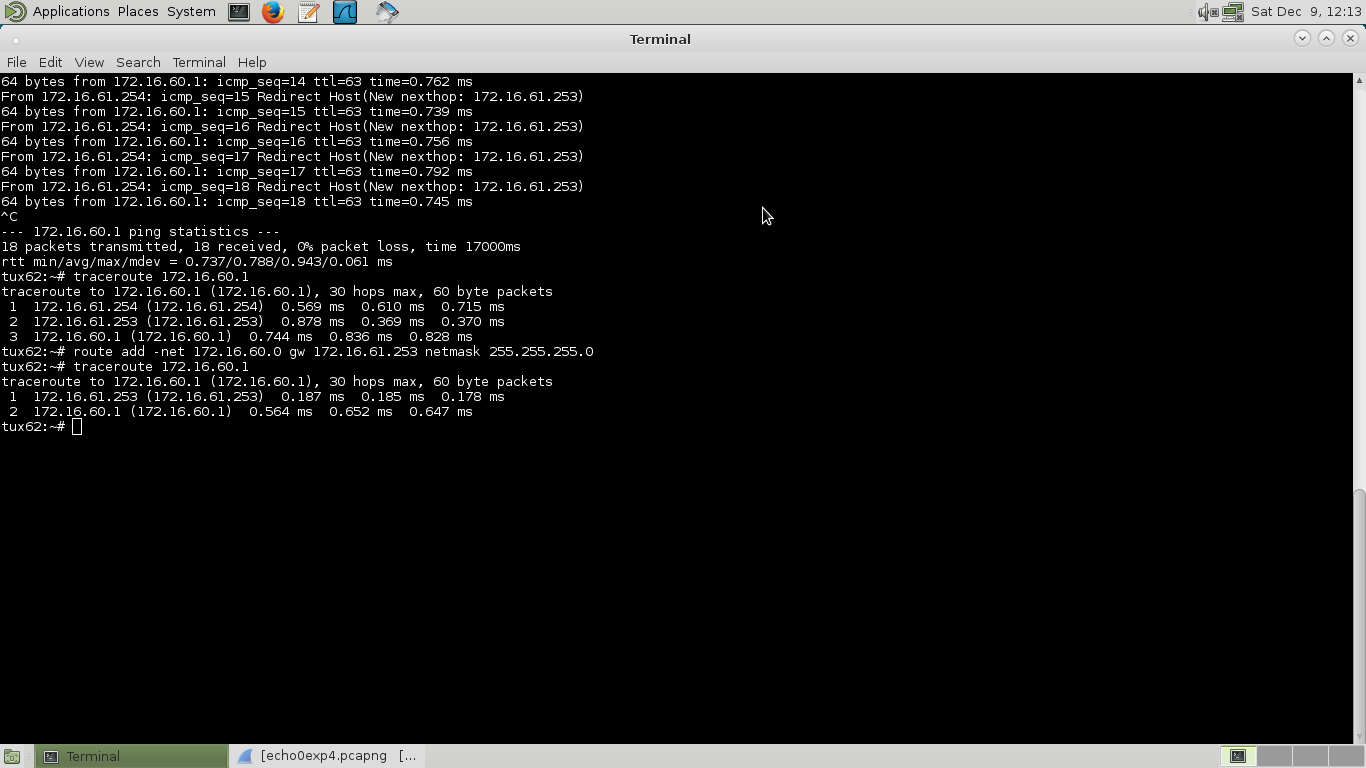 Applications Places System
Sat Dec 9, 12:13
Terminal
File Edit View Search Terminal Help
64 bytes from 172.16.60.1: icmp_seq=14 ttl=63 time=0.762 ms
From 172.16.61.254: icmp_seq=15 Redirect Host(New nexthop: 172.16.61.253)
64 bytes from 172.16.60.1: icmp_seq=15 ttl=63 time=0.739 ms
From 172.16.61.254: icmp_seq=16 Redirect Host(New nexthop: 172.16.61.253)
64 bytes from 172.16.60.1: icmp_seq=16 ttl=63 time=0.756 ms
From 172.16.61.254: icmp_seq=17 Redirect Host(New nexthop: 172.16.61.253)
64 bytes from 172.16.60.1: icmp_seq=17 ttl=63 time=0.792 ms
From 172.16.61.254: icmp_seq=18 Redirect Host(New nexthop: 172.16.61.253)
64 bytes from 172.16.60.1: icmp_seq=18 ttl=63 time=0.745 ms
^C
--- 172.16.60.1 ping statistics ---
18 packets transmitted, 18 received, 0% packet loss, time 17000ms
rtt min/avg/max/mdev = 0.737/0.788/0.943/0.061 ms
tux62:~# traceroute 172.16.60.1
traceroute to 172.16.60.1 (172.16.60.1), 30 hops max, 60 byte packets
 1  172.16.61.254 (172.16.61.254)  0.569 ms  0.610 ms  0.715 ms
 2  172.16.61.253 (172.16.61.253)  0.878 ms  0.369 ms  0.370 ms
 3  172.16.60.1 (172.16.60.1)  0.744 ms  0.836 ms  0.828 ms
tux62:~# route add -net 172.16.60.0 gw 172.16.61.253 netmask 255.255.255.0
tux62:~# traceroute 172.16.60.1
traceroute to 172.16.60.1 (172.16.60.1), 30 hops max, 60 byte packets
 1  172.16.61.253 (172.16.61.253)  0.187 ms  0.185 ms  0.178 ms
 2  172.16.60.1 (172.16.60.1)  0.564 ms  0.652 ms  0.647 ms
tux62:~#
Terminal
[echo0exp4.pcapng [...